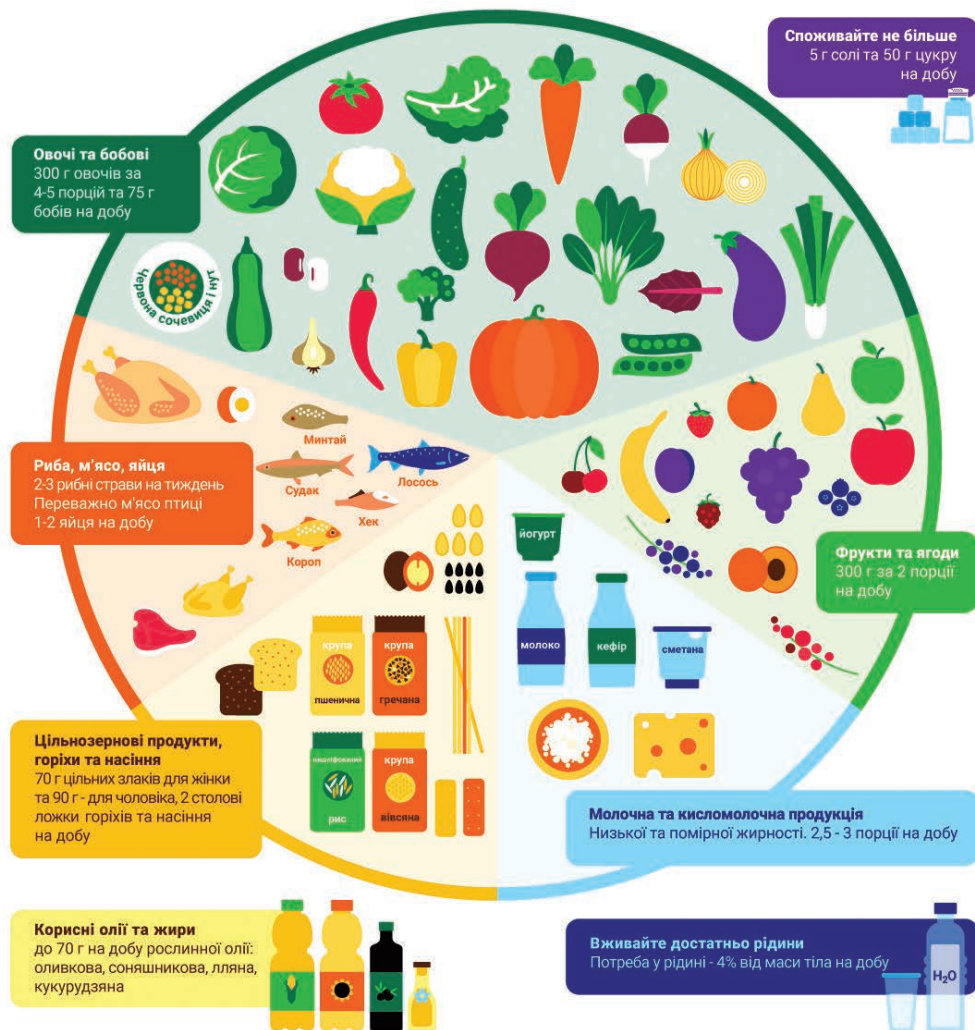 Споживайте не більше
5 г солі та 50 г цукру
на добу
Овочі та бобові
300 г овочів за
4-5 порцій та 75 г
бобів на добу
Червона сочевиця і нут
Риба, м’ясо, яйця
2-3 рибні страви на тиждень
Переважно м’ясо птиці
1-2 яйця на добу
Минтай
Судак
Лосось
Хек
Короп
Фрукти та ягоди
300 г за 2 порції
на добу
йогурт
молоко
кефір
сметана
крупа
пшенична
крупа
гречана
нешліфований
рис
крупа
вівсяна
Цільнозернові продукти,
горіхи та насіння
70 г цільних злаків для жінки
та 90 г - для чоловіка, 2 столові
ложки горіхів та насіння
на добу
Молочна та кисломолочна продукція
Низької та помірної жирності. 2,5 - 3 порції на добу
Корисні олії та жири
до 70 г на добу рослинної олії:
оливкова, соняшникова, лляна,
кукурудзяна
Вживайте достатньо рідини
Потреба у рідині - 4% від маси тіла на добу
H₂O